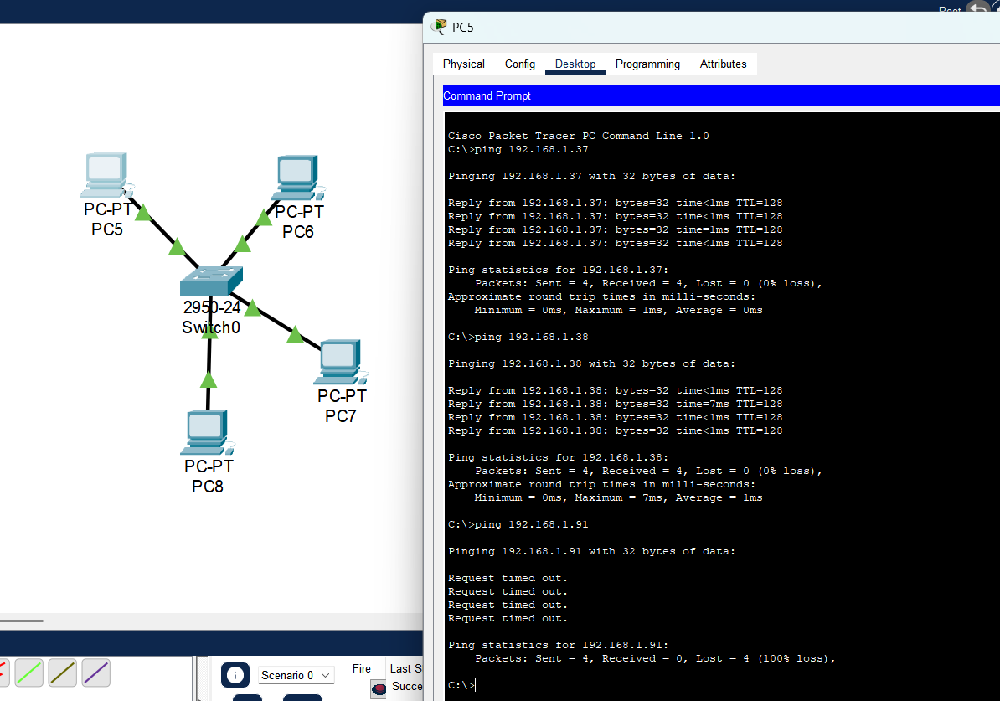 Root
PC5
Physical Config Desktop Programming Attributes
Command Prompt
Cisco Packet Tracer PC Command Line 1.0
C:\>ping 192.168.1.37
Pinging 192.168.1.37 with 32 bytes of data:
Reply from 192.168.1.37: bytes=32 time<1ms TTL=128
Reply from 192.168.1.37: bytes=32 time<1ms TTL=128
Reply from 192.168.1.37: bytes=32 time=1ms TTL=128
Reply from 192.168.1.37: bytes=32 time<1ms TTL=128
Ping statistics for 192.168.1.37:
Packets: Sent = 4, Received = 4, Lost = 0 (0% loss),
Approximate round trip times in milli-seconds:
Minimum = 0ms, Maximum = 1ms, Average = 0ms
C:\>ping 192.168.1.38
Pinging 192.168.1.38 with 32 bytes of data:
Reply from 192.168.1.38: bytes=32 time<1ms TTL=128
Reply from 192.168.1.38: bytes=32 time=7ms TTL=128
Reply from 192.168.1.38: bytes=32 time<1ms TTL=128
Reply from 192.168.1.38: bytes=32 time<1ms TTL=128
Ping statistics for 192.168.1.38:
Packets: Sent = 4, Received = 4, Lost = 0 (0% loss),
Approximate round trip times in milli-seconds:
Minimum = 0ms, Maximum = 7ms, Average = 1ms
C:\>ping 192.168.1.91
Pinging 192.168.1.91 with 32 bytes of data:
Request timed out.
Request timed out.
Request timed out.
Request timed out.
Ping statistics for 192.168.1.91:
Packets: Sent = 4, Received = 0, Lost = 4 (100% loss),
C:\>
PC-PT
PC5
PC-PT
PC6
2950-24
Switch0
PC-PT
PC7
PC-PT
PC8
Scenario 0
Fire Last S
Succe